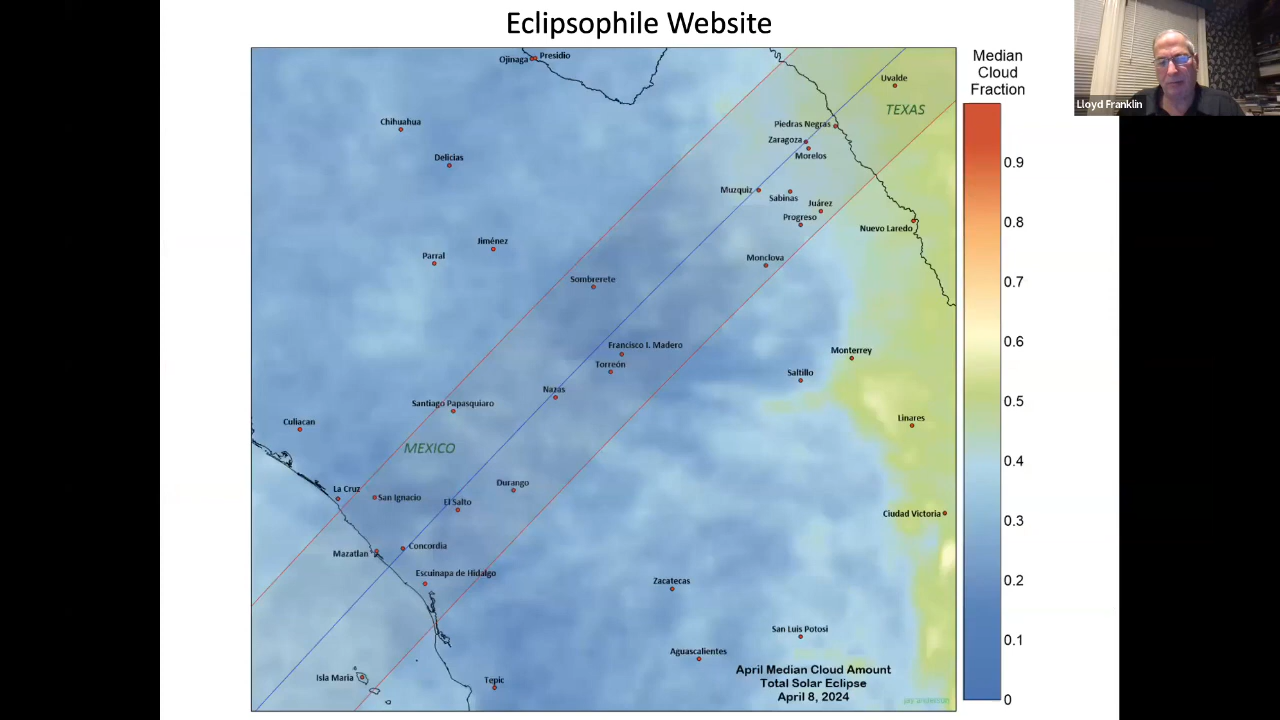 Eclipsophile Website
Lloyd Franklin
Median
Cloud
Fraction
0.9
0.8
0.7
0.6
0.5
0.4
0.3
0.2
0.1
0
Ojinaga
Presidio
Uvalde
TEXAS
Chihuahua
Piedras Negras
Zaragoza
Morelos
Delicias
Muzquiz
Sabinas
Juárez
Progreso
Nuevo Laredo
Jiménez
Parral
Monclova
Sombrerete
Francisco I. Madero
Torreón
Monterrey
Saltillo
Nazas
Santiago Papasquiaro
Culiacan
Linares
MEXICO
Durango
La Cruz
San Ignacio
El Salto
Ciudad Victoria
Mazatlan
Concordia
Escuinapa de Hidalgo
Zacatecas
San Luis Potosi
Aguascalientes
Isla Maria
Tepic
April Median Cloud Amount
Total Solar Eclipse
April 8, 2024
jay anderson